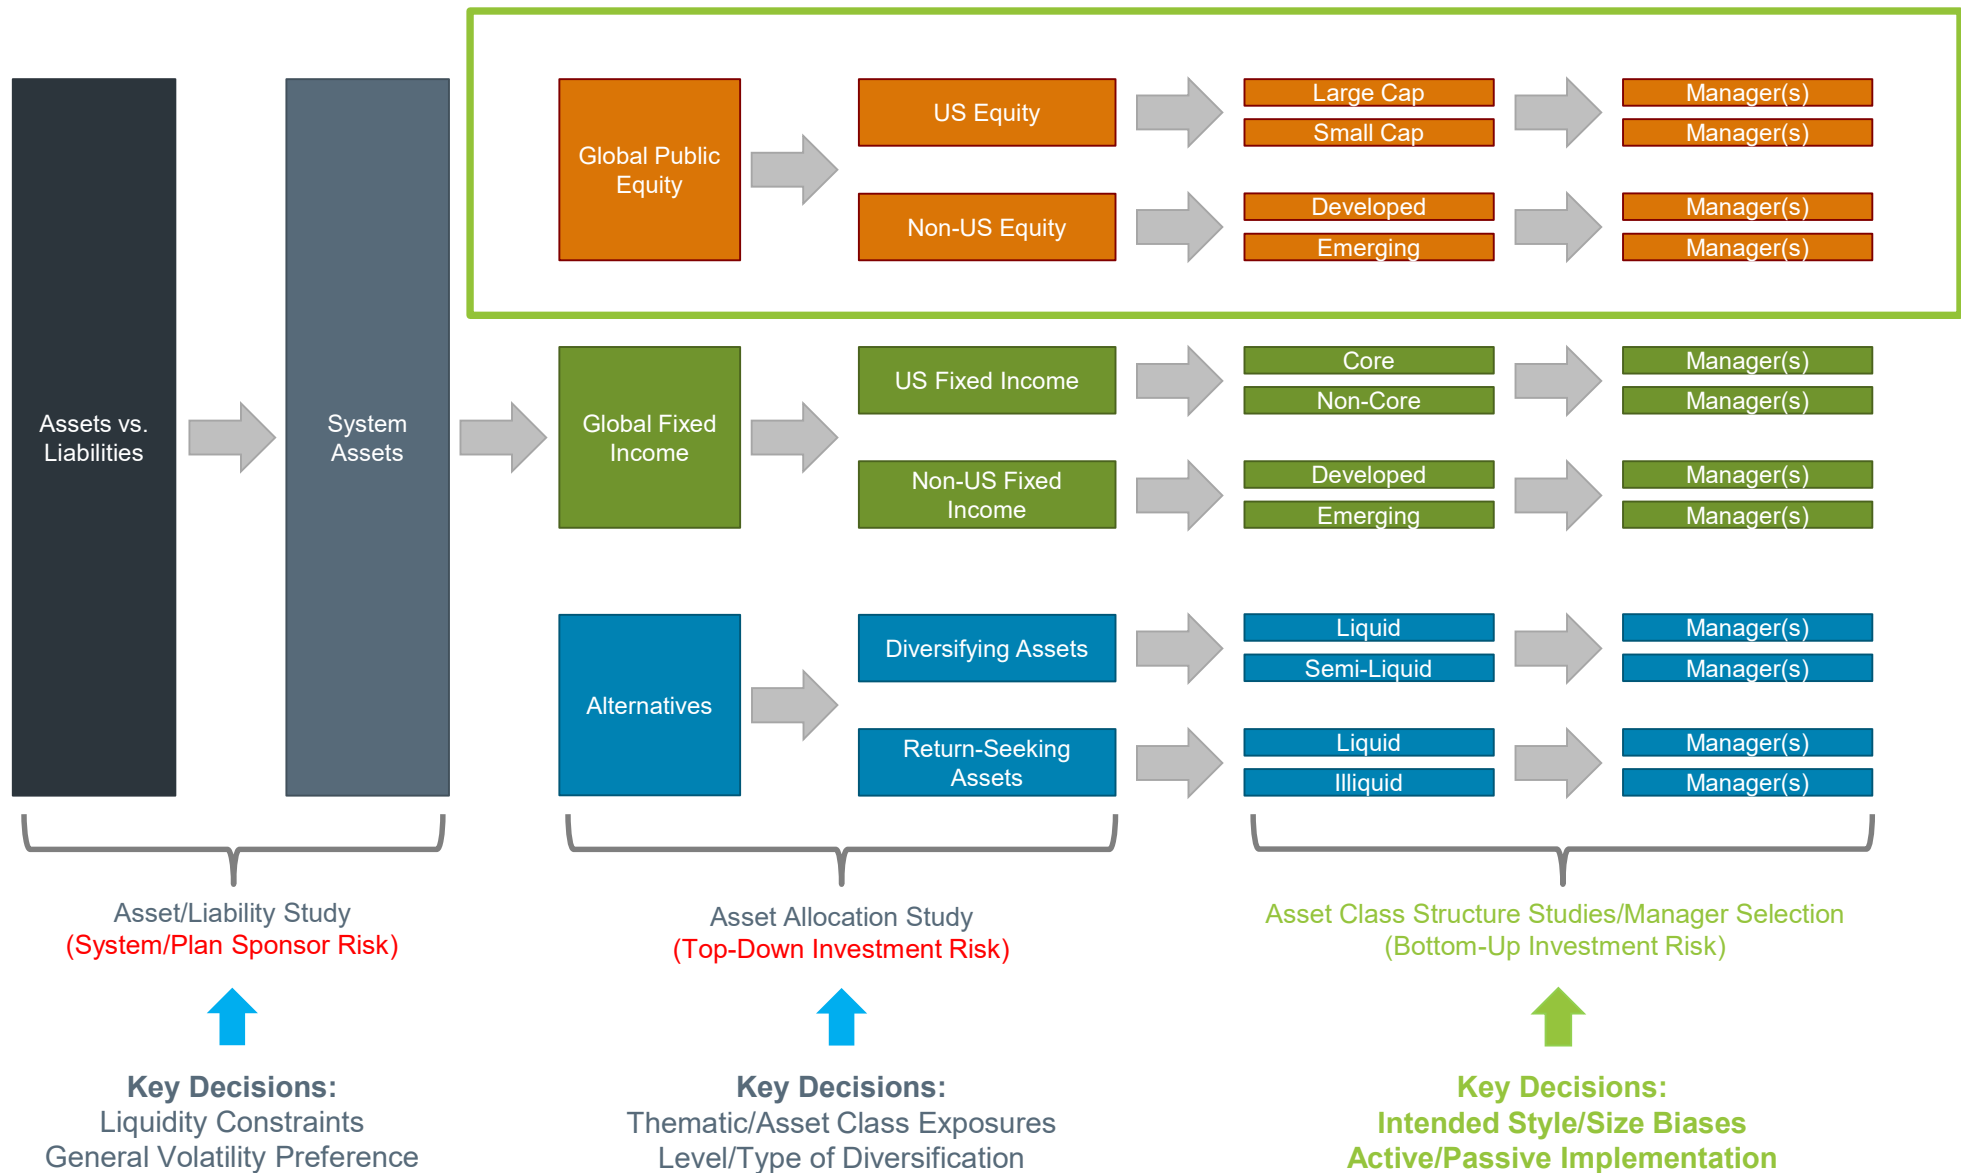 Assets vs.
Liabilities
System
Assets
Global Public
Equity
US Equity
Large Cap
Small Cap
Manager(s)
Manager(s)
Non-US Equity
Developed
Emerging
Manager(s)
Manager(s)
Global Fixed
Income
US Fixed Income
Core
Non-Core
Manager(s)
Manager(s)
Non-US Fixed
Income
Developed
Emerging
Manager(s)
Manager(s)
Alternatives
Diversifying Assets
Liquid
Semi-Liquid
Manager(s)
Manager(s)
Return-Seeking
Assets
Liquid
Illiquid
Manager(s)
Manager(s)
Asset/Liability Study
(System/Plan Sponsor Risk)
Key Decisions:
Liquidity Constraints
General Volatility Preference
Asset Allocation Study
(Top-Down Investment Risk)
Key Decisions:
Thematic/Asset Class Exposures
Level/Type of Diversification
Asset Class Structure Studies/Manager Selection
(Bottom-Up Investment Risk)
Key Decisions:
Intended Style/Size Biases
Active/Passive Implementation